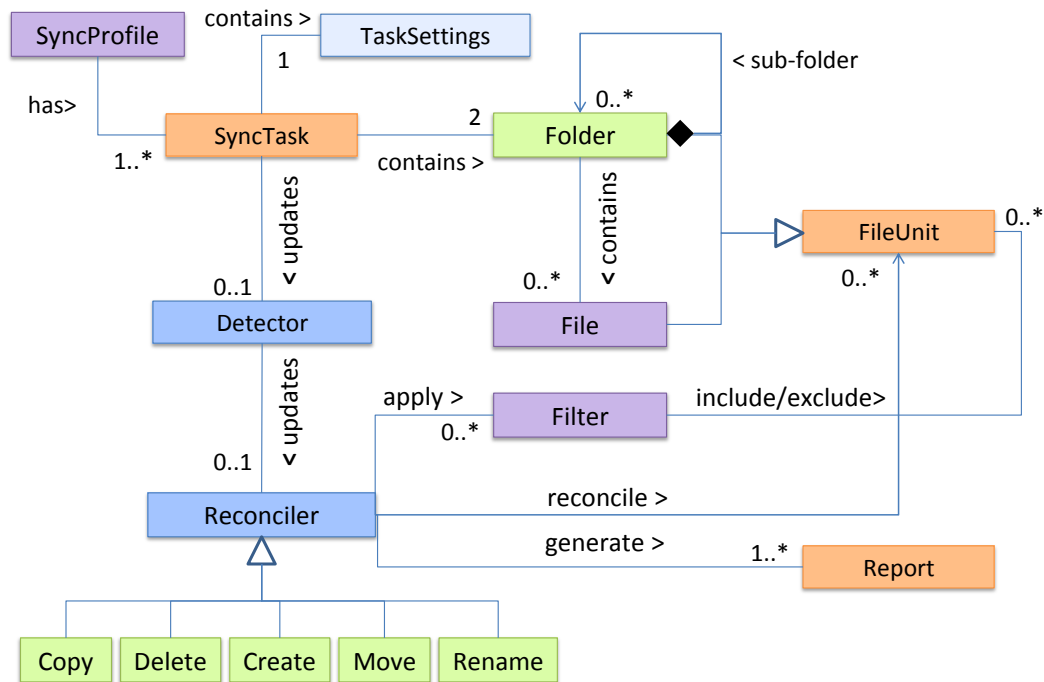 contains >
SyncProfile
TaskSettings
1
< sub-folder
has>
0..*
2
SyncTask
Folder
1..*
contains >
< updates
< contains
0..*
FileUnit
0..*
0..1
0..*
Detector
File
< updates
apply >
Filter
include/exclude>
0..*
0..1
reconcile >
Reconciler
generate >
1..*
Report
Copy
Delete
Create
Move
Rename